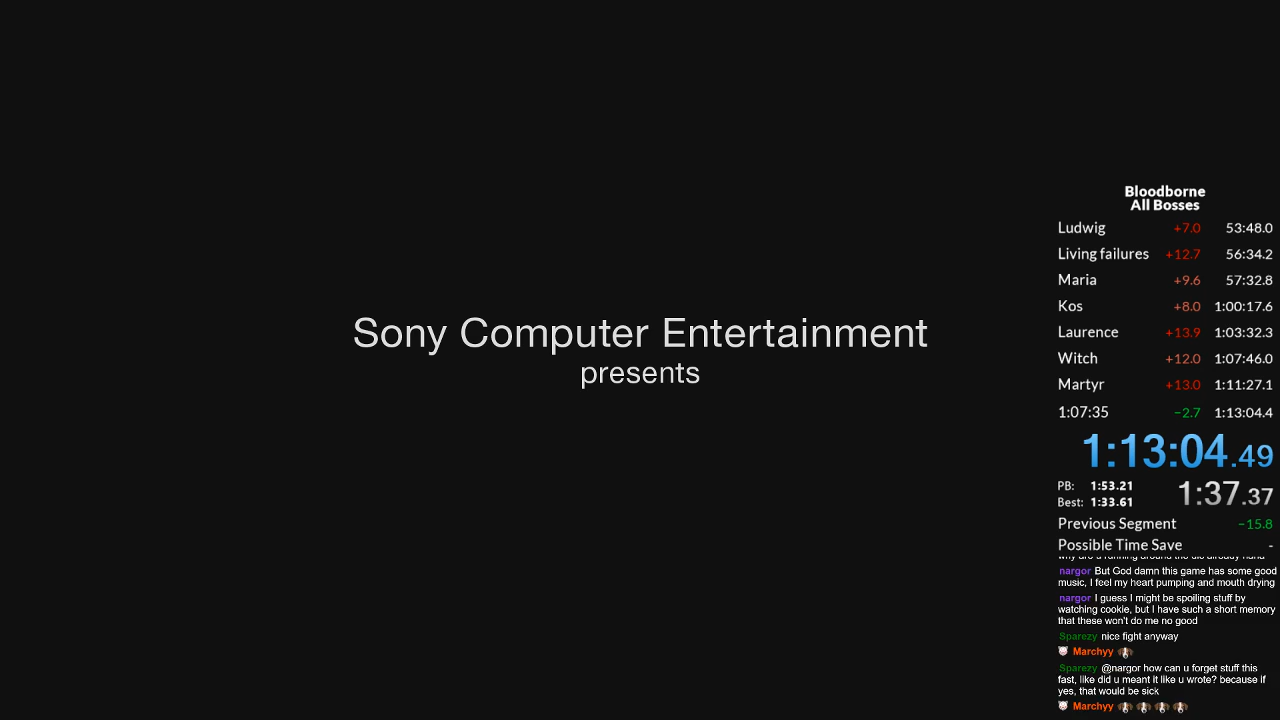 Sony Computer Entertainment
presents
Bloodborne
All Bosses
Ludwig +7.0 53:48.0
Living failures +12.7 56:34.2
Maria +9.6 57:32.8
Kos +8.0 1:00:17.6
Laurence +13.9 1:03:32.3
Witch +12.0 1:07:46.0
Martyr +13.0 1:11:27.1
1:07:35 −2.7 1:13:04.4
1:13:04.49
PB: 1:53.21 1:37.37
Best: 1:33.61
Previous Segment −15.8
Possible Time Save -
nargor But God damn this game has some good
music, I feel my heart pumping and mouth drying
nargor I guess I might be spoiling stuff by
watching cookie, but I have such a short memory
that these won't do me no good
Sparezy nice fight anyway
Marchyy
Sparezy @nargor how can u forget stuff this
fast, like did u meant it like u wrote? because if
yes, that would be sick
Marchyy